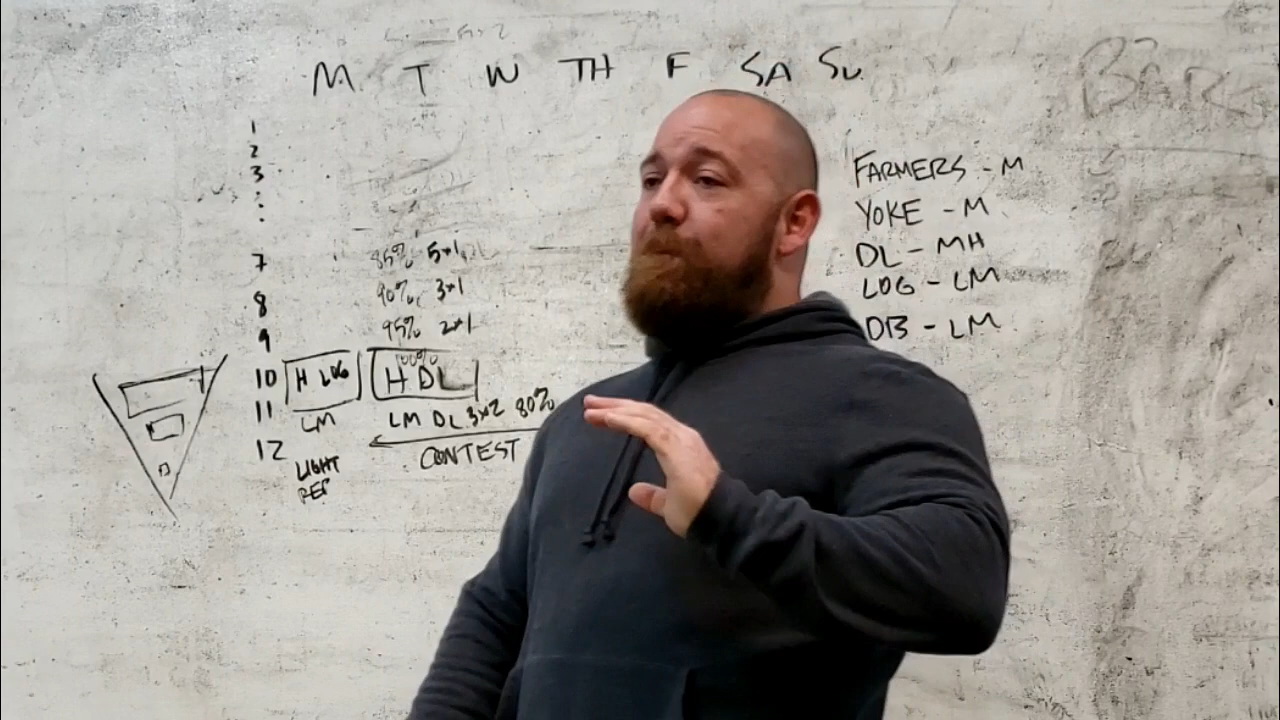 M T W TH F SA SU
1
2
3
7 85% 5×1
8 90% 3×1
9 95% 2×1
100%
10 H LOG H DL
11 LM LM DL 3×2 80%
12 CONTEST
LIGHT
REP
FARMERS - M
YOKE - M
DL - MH
LOG - LM
DB - LM